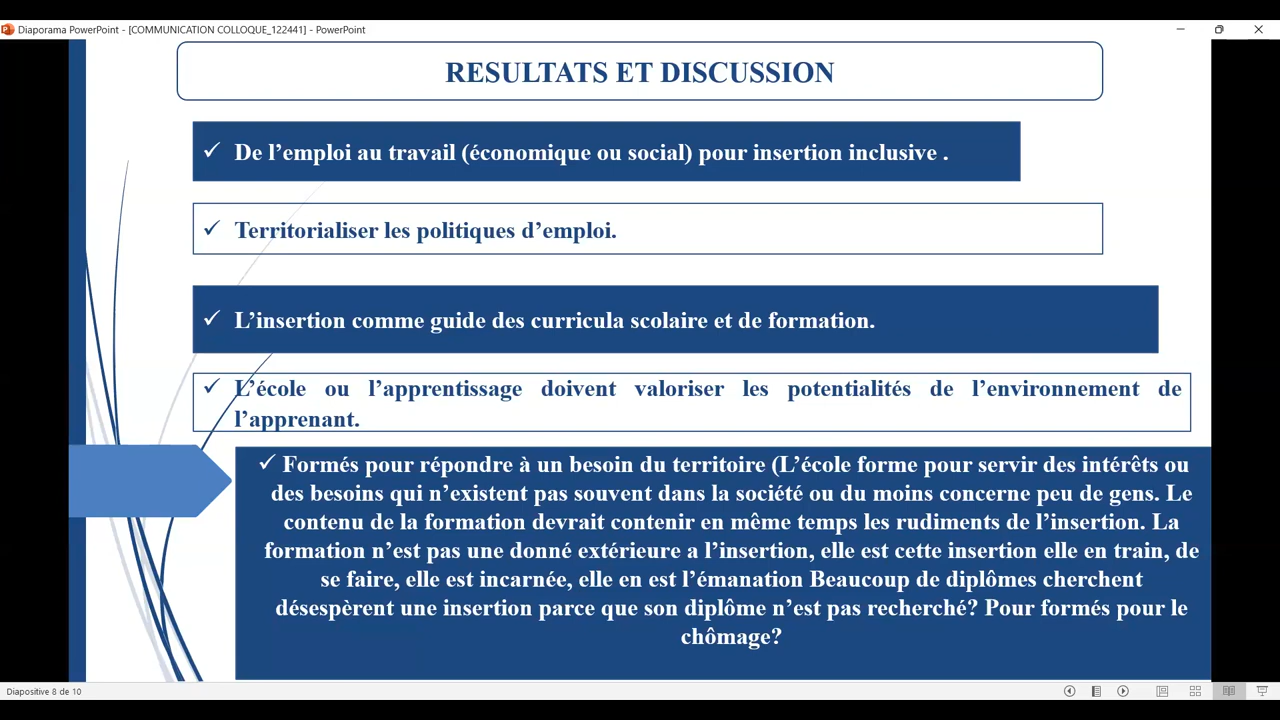 Diaporama PowerPoint - [COMMUNICATION COLLOQUE_122441] - PowerPoint
RESULTATS ET DISCUSSION
✓ De l’emploi au travail (économique ou social) pour insertion inclusive .
✓ Territorialiser les politiques d’emploi.
✓ L’insertion comme guide des curricula scolaire et de formation.
✓ L’école ou l’apprentissage doivent valoriser les potentialités de l’environnement de
l’apprenant.
✓ Formés pour répondre à un besoin du territoire (L’école forme pour servir des intérêts ou
des besoins qui n’existent pas souvent dans la société ou du moins concerne peu de gens. Le
contenu de la formation devrait contenir en même temps les rudiments de l’insertion. La
formation n’est pas une donné extérieure a l’insertion, elle est cette insertion elle en train, de
se faire, elle est incarnée, elle en est l’émanation Beaucoup de diplômes cherchent
désespèrent une insertion parce que son diplôme n’est pas recherché? Pour formés pour le
chômage?
Diapositive 8 de 10